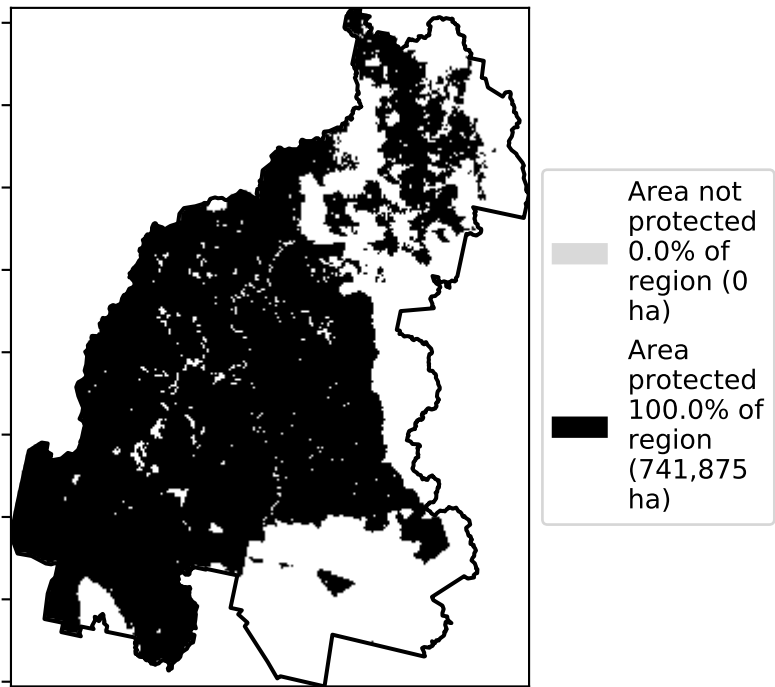 Area not
protected
0.0% of
region (0
ha)
Area
protected
100.0% of
region
(741,875
ha)